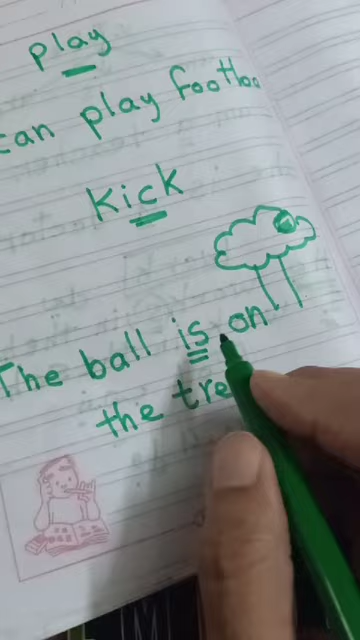 play
can play footba
Kick
The ball is on
the tre